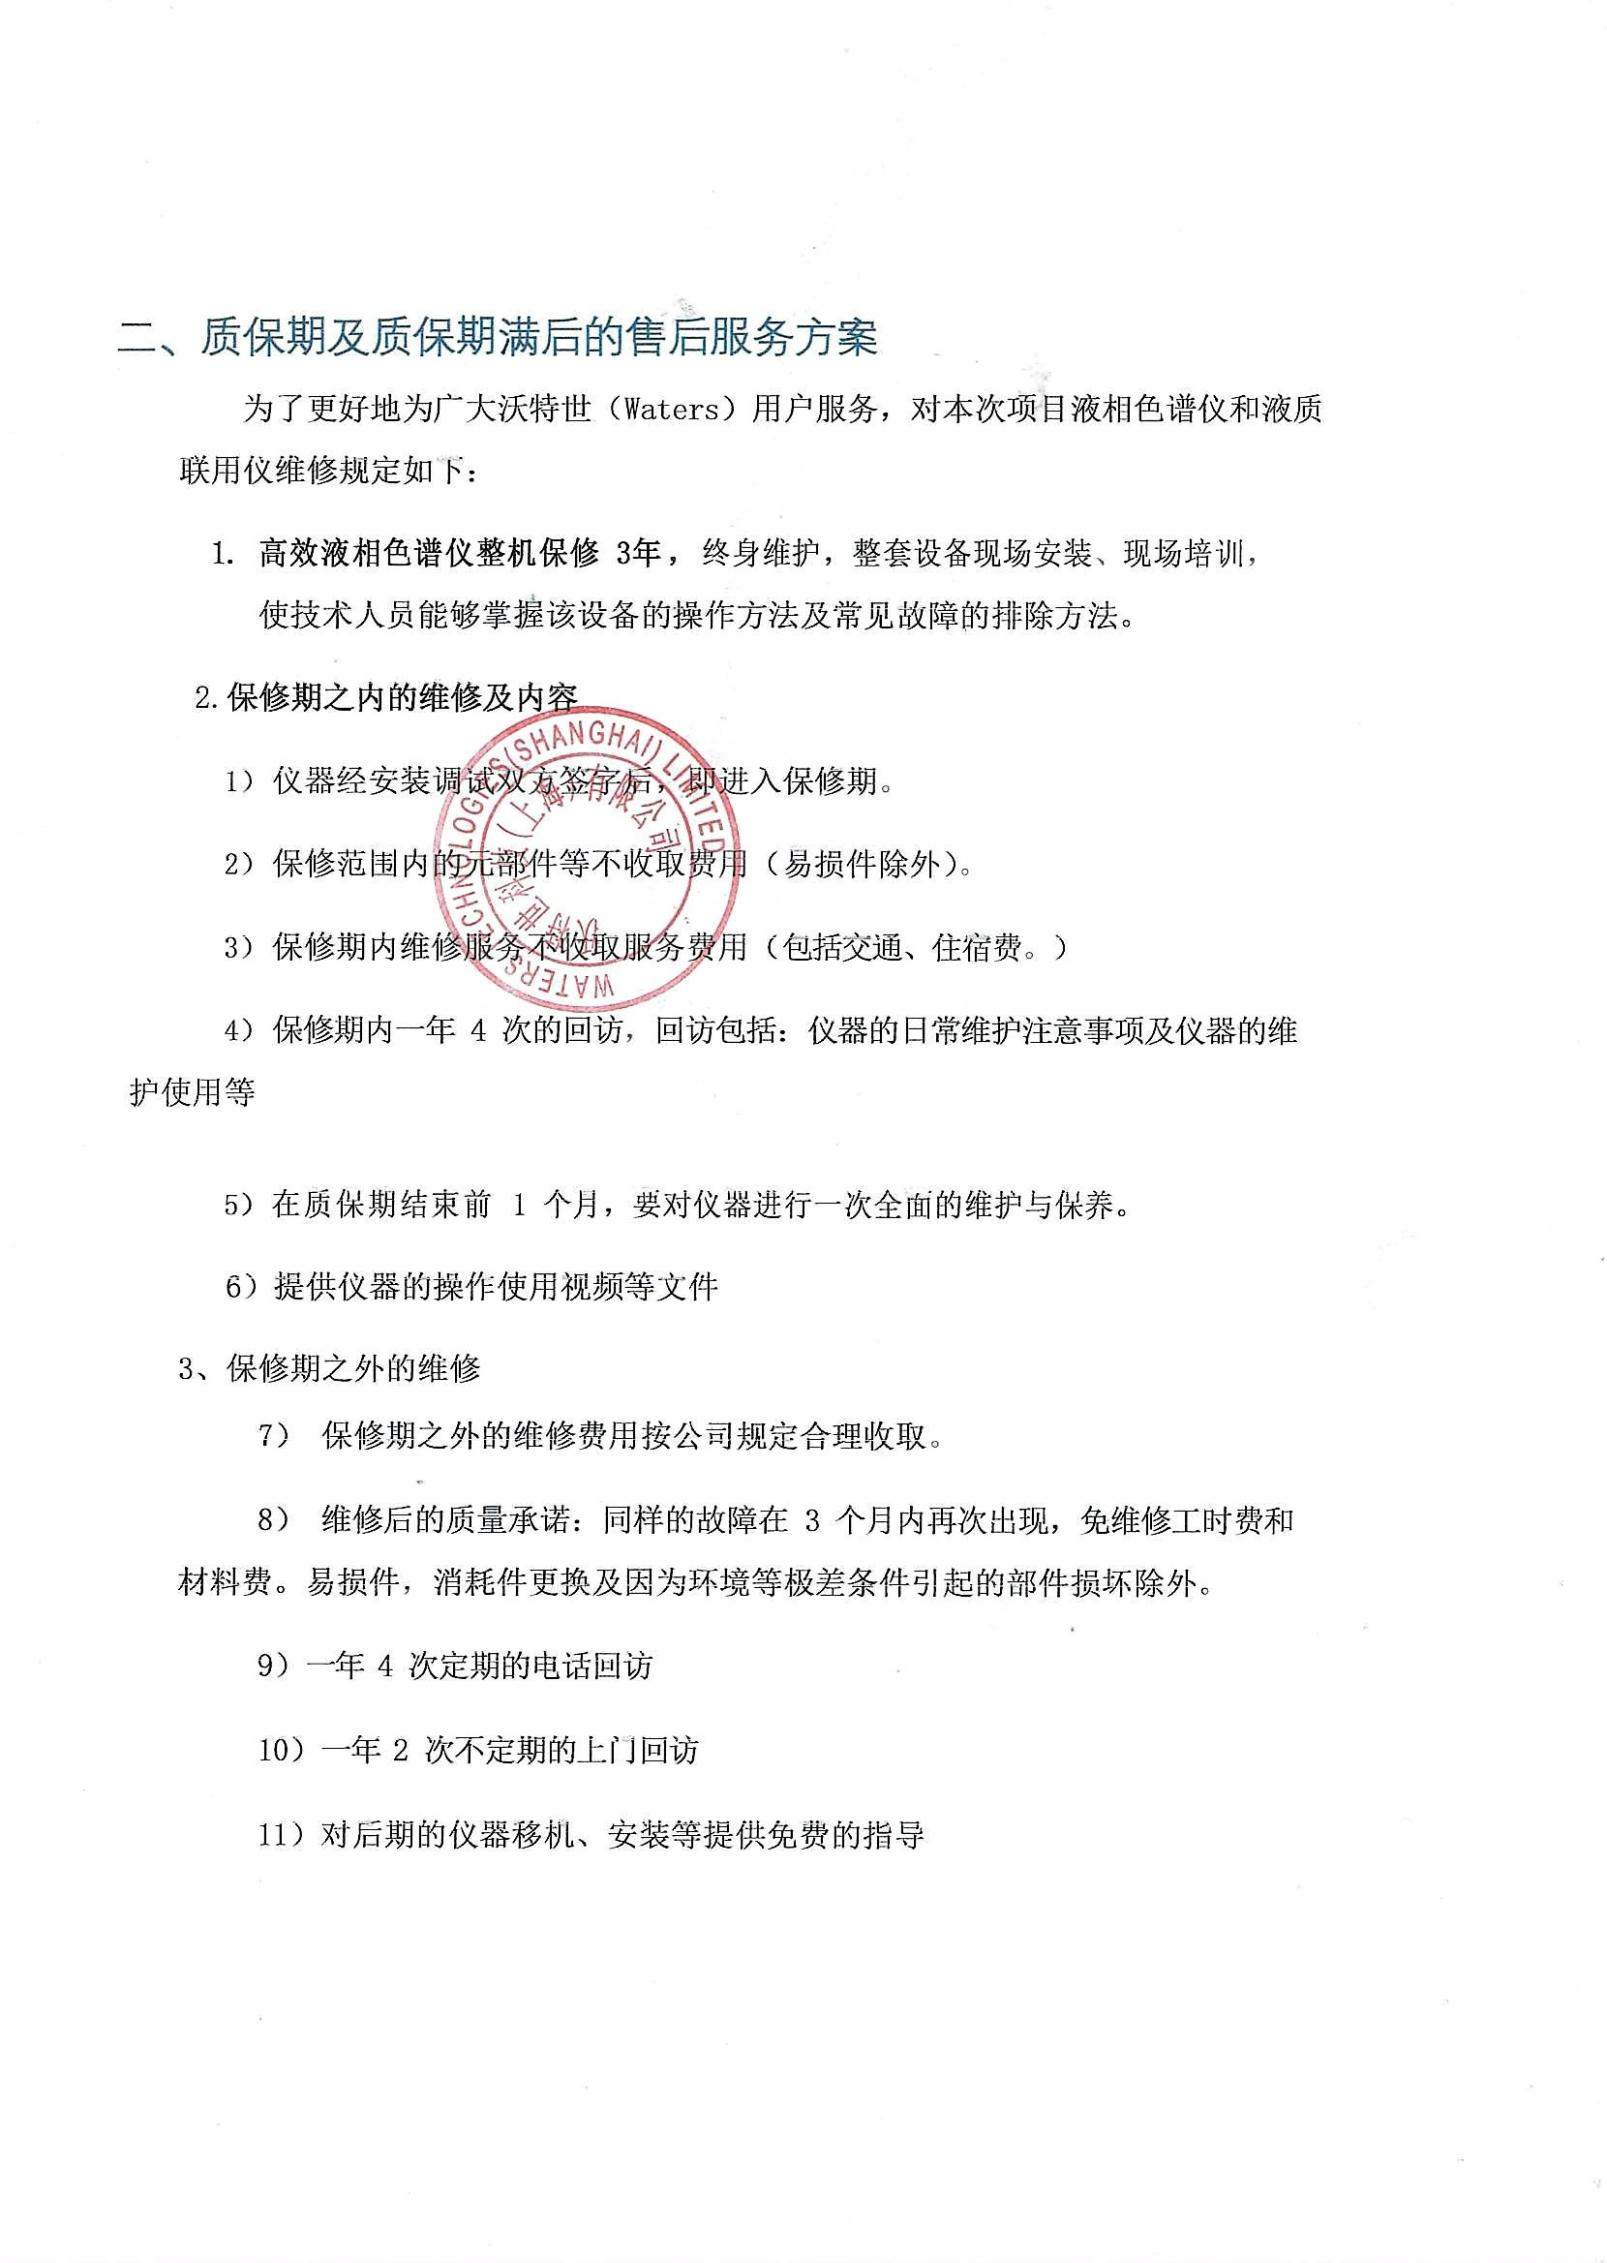 二、质保期及质保期满后的售后服务方案
为了更好地为广大沃特世（Waters）用户服务，对本次项目液相色谱仪和液质
联用仪维修规定如下：
1. 高效液相色谱仪整机保修 3年，终身维护，整套设备现场安装、现场培训，
使技术人员能够掌握该设备的操作方法及常见故障的排除方法。
2.保修期之内的维修及内容
1）仪器经安装调试双方签字后，即进入保修期。
2）保修范围内的元部件等不收取费用（易损件除外）。
3）保修期内维修服务不收取服务费用（包括交通、住宿费。）
WATERS TECHNOLOGIES(SHANGHAI) LIMITED
沃特世科技（上海）有限公司
4）保修期内一年 4 次的回访，回访包括：仪器的日常维护注意事项及仪器的维
护使用等
5）在质保期结束前 1 个月，要对仪器进行一次全面的维护与保养。
6）提供仪器的操作使用视频等文件
3、保修期之外的维修
7） 保修期之外的维修费用按公司规定合理收取。
8） 维修后的质量承诺：同样的故障在 3 个月内再次出现，免维修工时费和
材料费。易损件，消耗件更换及因为环境等极差条件引起的部件损坏除外。
9）一年 4 次定期的电话回访
10）一年 2 次不定期的上门回访
11）对后期的仪器移机、安装等提供免费的指导